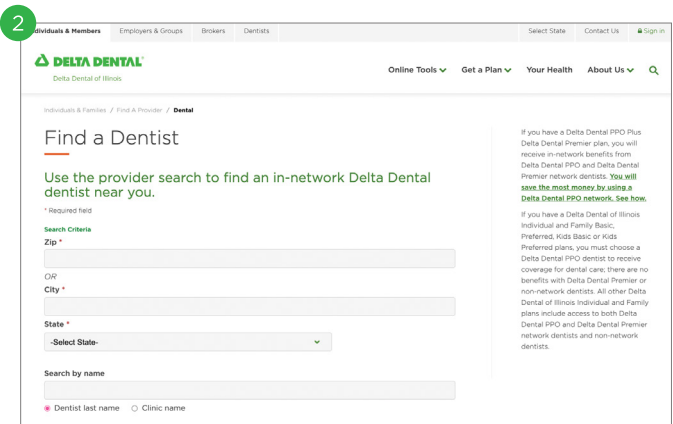 2
Individuals & Members Employers & Groups Brokers Dentists Select State Contact Us Sign in
DELTA DENTAL®
Delta Dental of Illinois
Online Tools Get a Plan Your Health About Us
Individuals & Families / Find A Provider / Dental
Find a Dentist
Use the provider search to find an in-network Delta Dental
dentist near you.
* Required field
Search Criteria
Zip *
OR
City *
State *
-Select State-
Search by name
Dentist last name Clinic name
If you have a Delta Dental PPO Plus
Delta Dental Premier plan, you will
receive in-network benefits from
Delta Dental PPO and Delta Dental
Premier network dentists. You will
save the most money by using a
Delta Dental PPO network. See how.
If you have a Delta Dental of Illinois
Individual and Family Basic,
Preferred, Kids Basic or Kids
Preferred plans, you must choose a
Delta Dental PPO dentist to receive
coverage for dental care; there are no
benefits with Delta Dental Premier or
non-network dentists. All other Delta
Dental of Illinois Individual and Family
plans include access to both Delta
Dental PPO and Delta Dental Premier
network dentists and non-network
dentists.